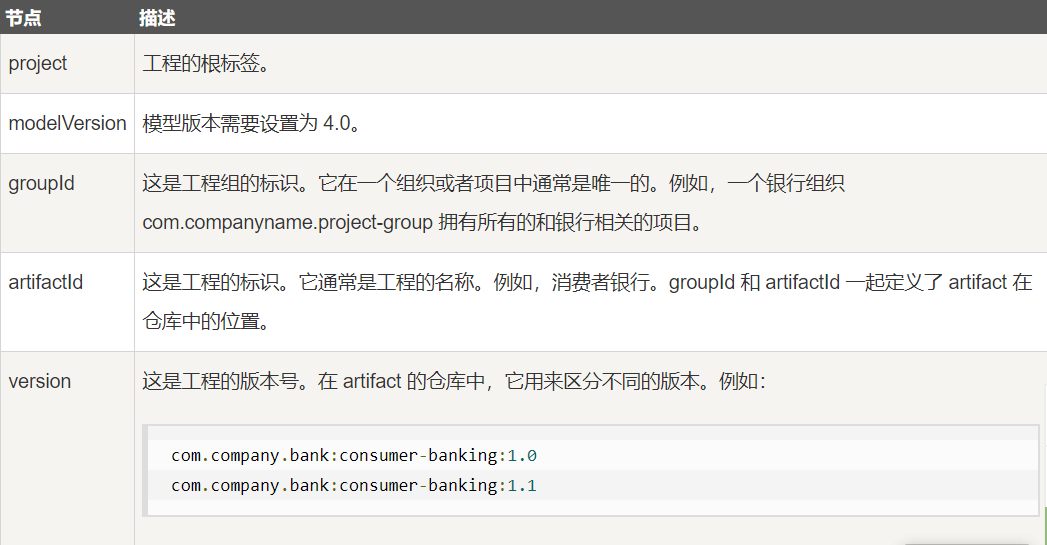 节点 描述
project 工程的根标签。
modelVersion 模型版本需要设置为 4.0。
groupId 这是工程组的标识。它在一个组织或者项目中通常是唯一的。例如，一个银行组织
com.companyname.project-group 拥有所有的和银行相关的项目。
artifactId 这是工程的标识。它通常是工程的名称。例如，消费者银行。groupId 和 artifactId 一起定义了 artifact 在
仓库中的位置。
version 这是工程的版本号。在 artifact 的仓库中，它用来区分不同的版本。例如：
com.company.bank:consumer-banking:1.0
com.company.bank:consumer-banking:1.1